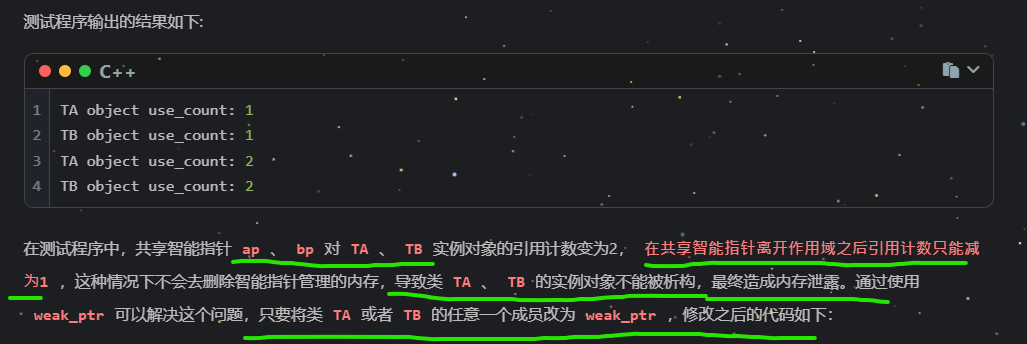 测试程序输出的结果如下:
C++
1 TA object use_count: 1
2 TB object use_count: 1
3 TA object use_count: 2
4 TB object use_count: 2
在测试程序中，共享智能指针 ap 、 bp 对 TA 、 TB 实例对象的引用计数变为2， 在共享智能指针离开作用域之后引用计数只能减
为1 ，这种情况下不会去删除智能指针管理的内存，导致类 TA 、 TB 的实例对象不能被析构，最终造成内存泄露。通过使用
weak_ptr 可以解决这个问题，只要将类 TA 或者 TB 的任意一个成员改为 weak_ptr ，修改之后的代码如下：